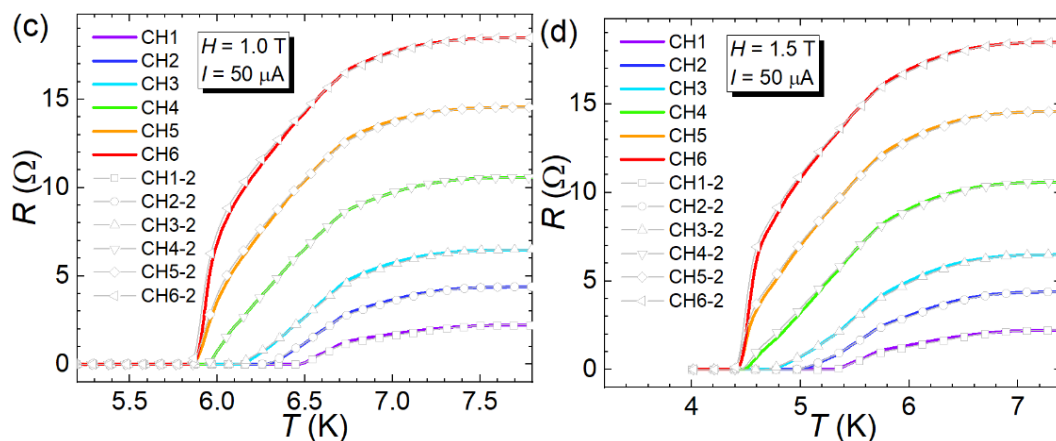 (c)
CH1
CH2
CH3
CH4
CH5
CH6
CH1-2
CH2-2
CH3-2
CH4-2
CH5-2
CH6-2
H = 1.0 T
I = 50 μA
R (Ω)
15
10
5
0
5.5 6.0 6.5 7.0 7.5
T (K)
(d)
CH1
CH2
CH3
CH4
CH5
CH6
CH1-2
CH2-2
CH3-2
CH4-2
CH5-2
CH6-2
H = 1.5 T
I = 50 μA
R (Ω)
15
10
5
0
4 5 6 7
T (K)